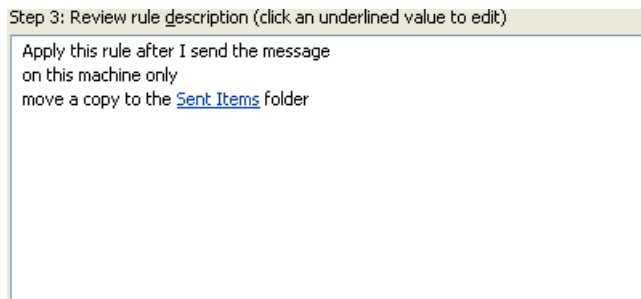 Step 3: Review rule description (click an underlined value to edit)
Apply this rule after I send the message
on this machine only
move a copy to the Sent Items folder